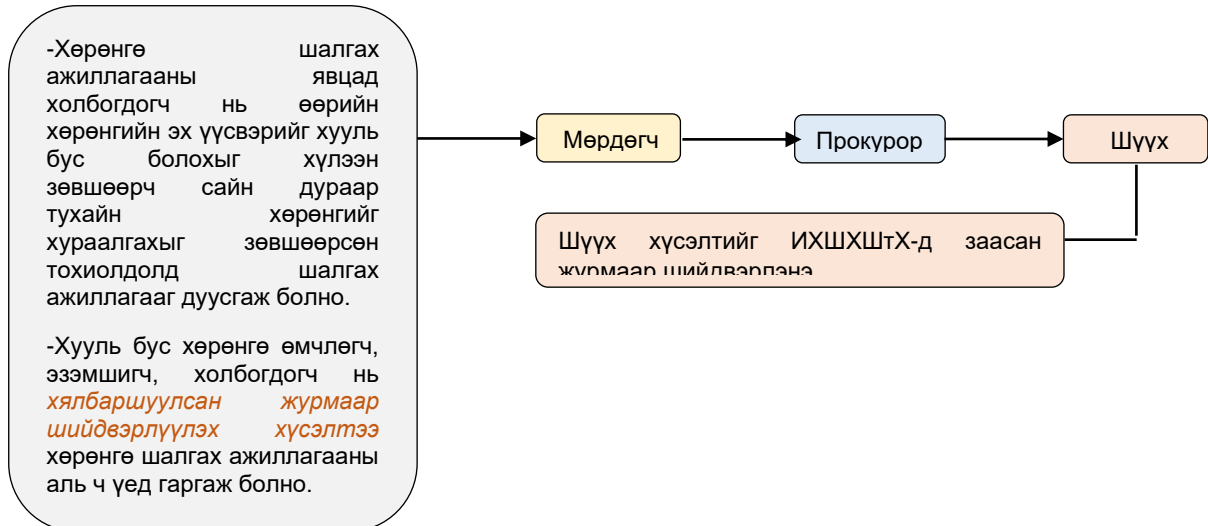 -Хөрөнгө шалгах
ажиллагааны явцад
холбогдогч нь өөрийн
хөрөнгийн эх үүсвэрийг хууль
бус болохыг хүлээн
зөвшөөрч сайн дураар
тухайн хөрөнгийг
хураалгахыг зөвшөөрсөн
тохиолдолд шалгах
ажиллагааг дуусгаж болно.
-Хууль бус хөрөнгө өмчлөгч,
эзэмшигч, холбогдогч нь
хялбаршуулсан журмаар
шийдвэрлүүлэх хүсэлтээ
хөрөнгө шалгах ажиллагааны
аль ч үед гаргаж болно.
Мөрдөгч
Прокурор
Шүүх
Шүүх хүсэлтийг ИХШХШтХ-д заасан
журмаар шийдвэрлэнэ